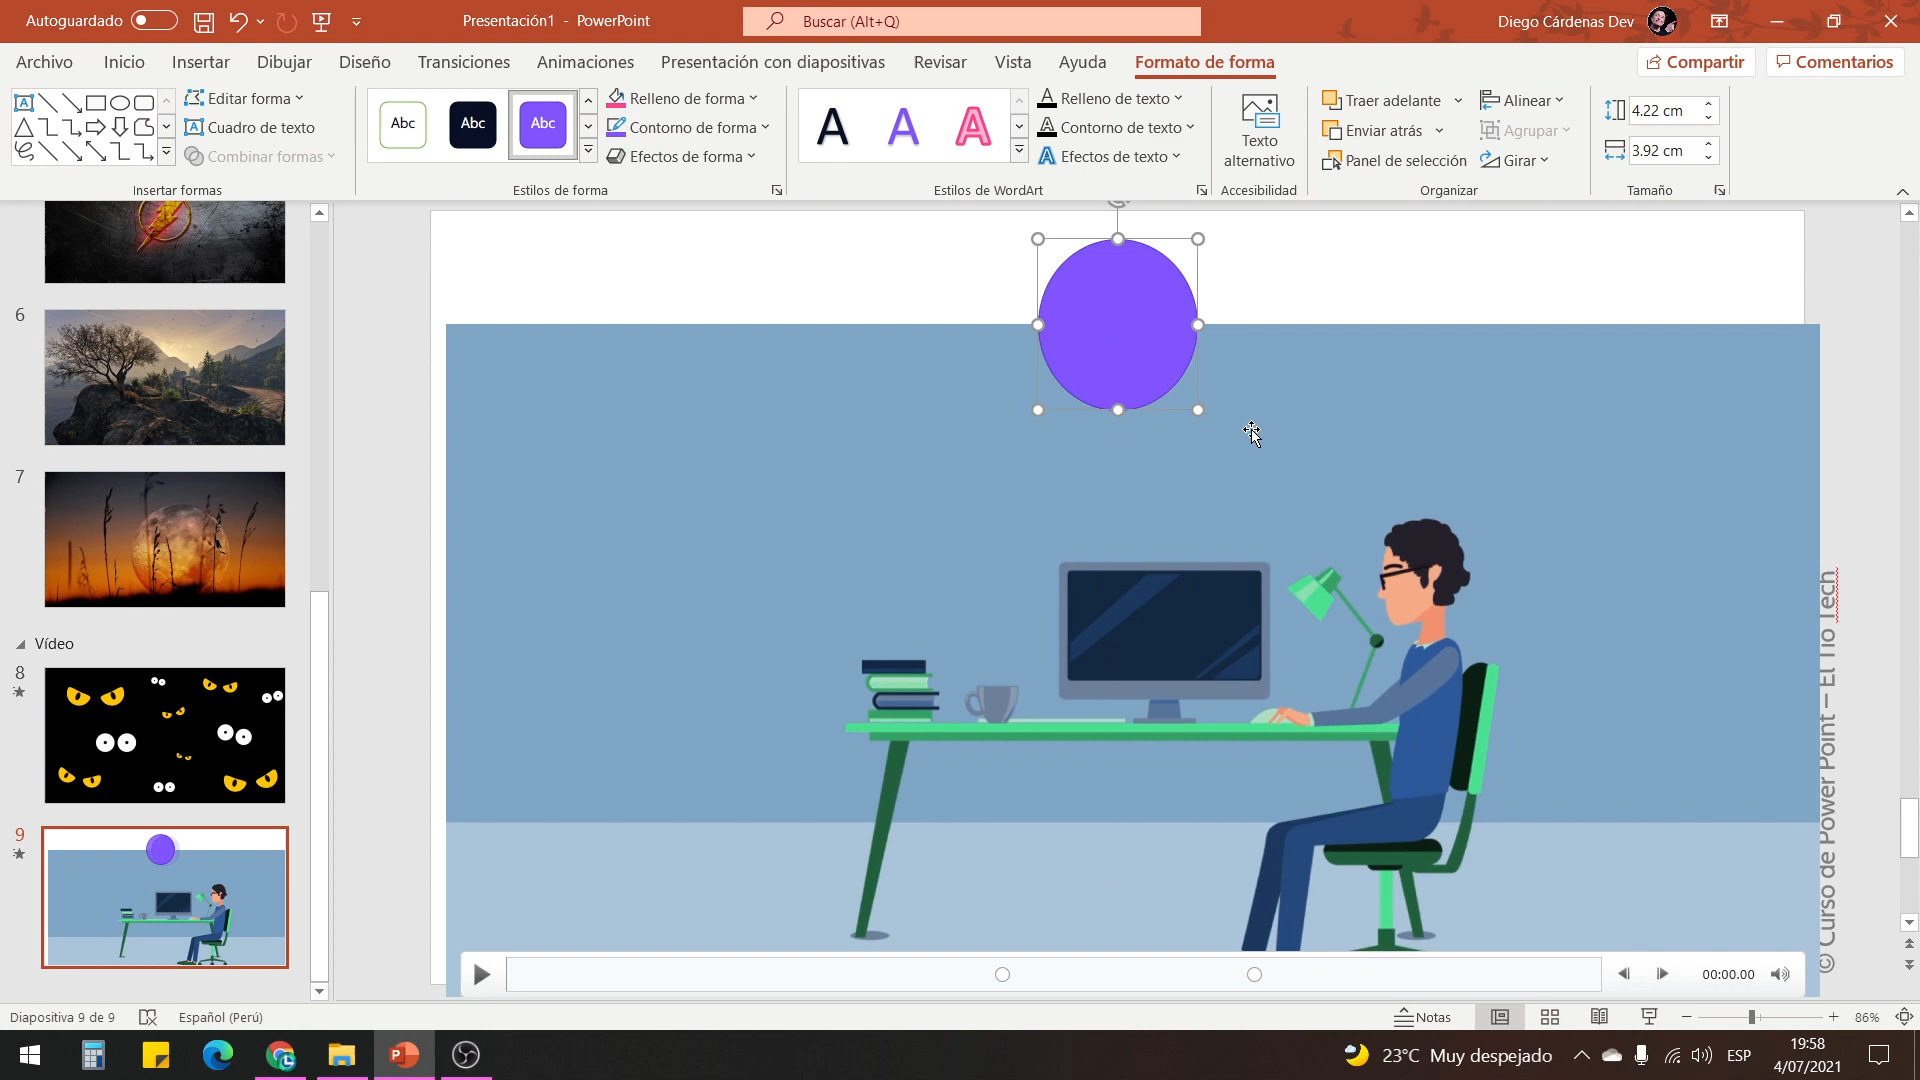 Autoguardado
Presentación1 - PowerPoint
Buscar (Alt+Q)
Diego Cárdenas Dev
Archivo Inicio Insertar Dibujar Diseño Transiciones Animaciones Presentación con diapositivas Revisar Vista Ayuda Formato de forma
Compartir Comentarios
Editar forma
Cuadro de texto
Combinar formas
Insertar formas
Abc Abc Abc
Relleno de forma
Contorno de forma
Efectos de forma
Estilos de forma
A A A
Relleno de texto
Contorno de texto
Efectos de texto
Estilos de WordArt
Texto
alternativo
Accesibilidad
Traer adelante
Enviar atrás
Panel de selección
Alinear
Agrupar
Girar
Organizar
4.22 cm
3.92 cm
Tamaño
6
7
Vídeo
8
9
© Curso de Power Point – El Tío Tech
00:00.00
Diapositiva 9 de 9
Español (Perú)
Notas
86%
23°C Muy despejado
ESP
19:58
4/07/2021